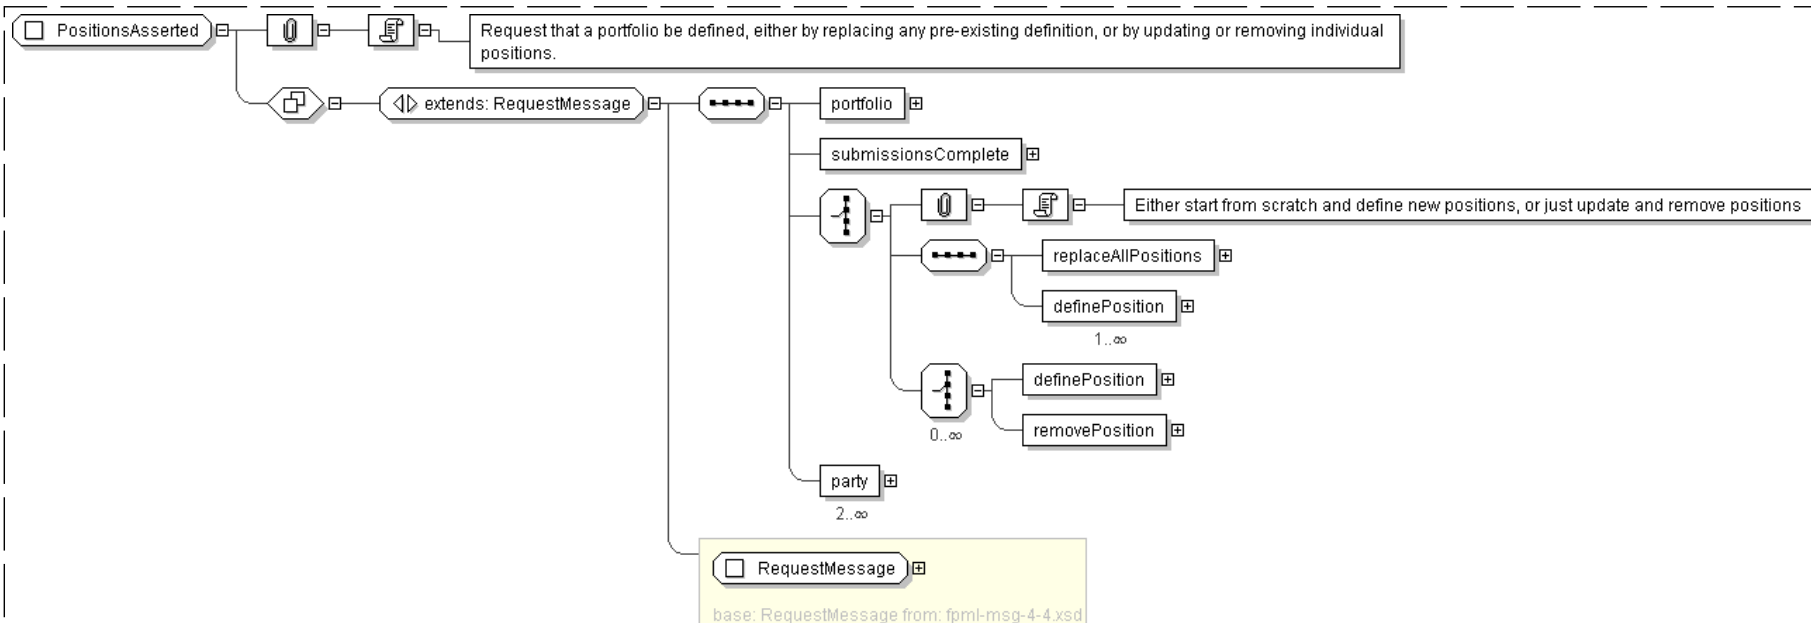 PositionsAsserted
Request that a portfolio be defined, either by replacing any pre-existing definition, or by updating or removing individual
positions.
extends: RequestMessage
portfolio
submissionsComplete
Either start from scratch and define new positions, or just update and remove positions
replaceAllPositions
definePosition
1..∞
definePosition
0..∞
removePosition
party
2..∞
RequestMessage
base: RequestMessage from: fpml-msg-4-4.xsd